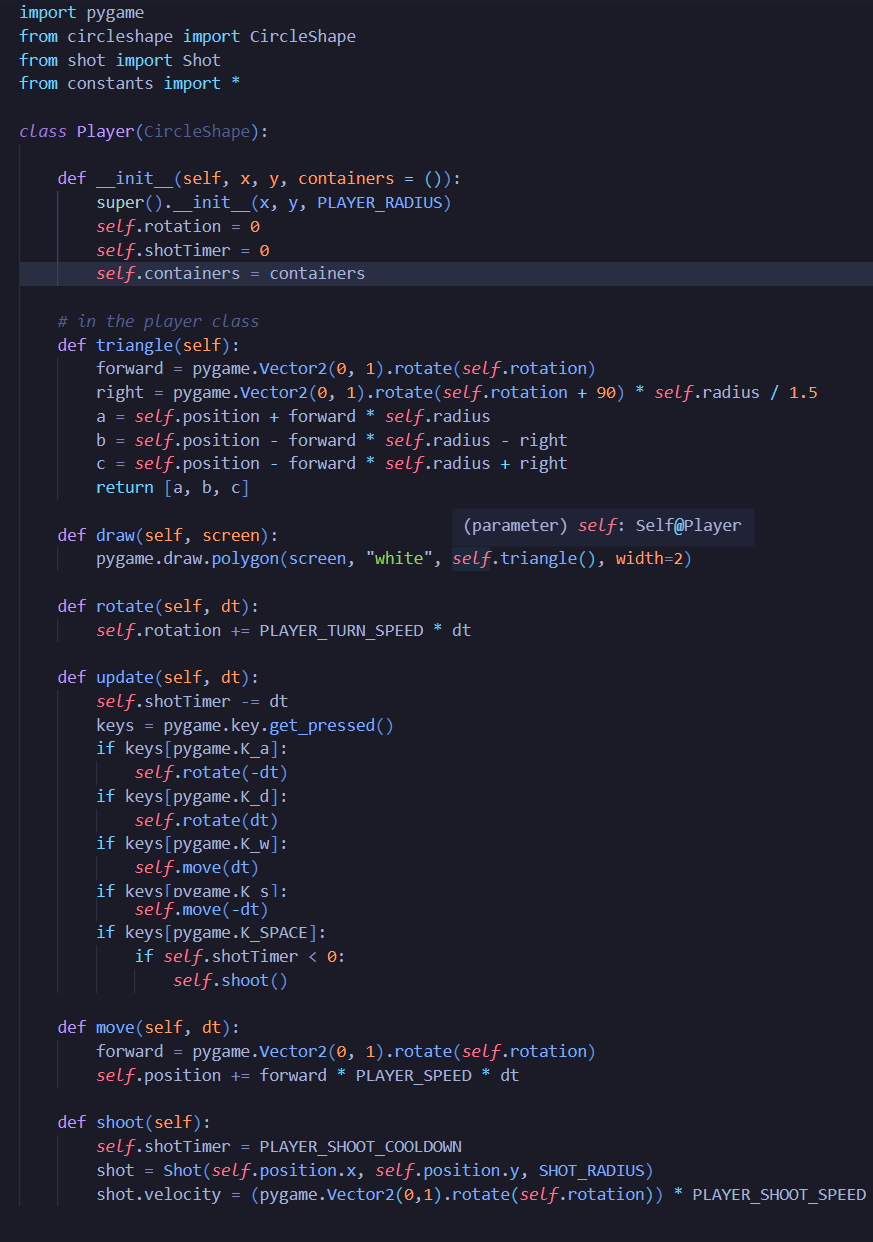 import pygame
from circleshape import CircleShape
from shot import Shot
from constants import *
class Player(CircleShape):
    def __init__(self, x, y, containers = ()):
        super().__init__(x, y, PLAYER_RADIUS)
        self.rotation = 0
        self.shotTimer = 0
        self.containers = containers
    # in the player class
    def triangle(self):
        forward = pygame.Vector2(0, 1).rotate(self.rotation)
        right = pygame.Vector2(0, 1).rotate(self.rotation + 90) * self.radius / 1.5
        a = self.position + forward * self.radius
        b = self.position - forward * self.radius - right
        c = self.position - forward * self.radius + right
        return [a, b, c]
(parameter) self: Self@Player
    def draw(self, screen):
        pygame.draw.polygon(screen, "white", self.triangle(), width=2)
    def rotate(self, dt):
        self.rotation += PLAYER_TURN_SPEED * dt
    def update(self, dt):
        self.shotTimer -= dt
        keys = pygame.key.get_pressed()
        if keys[pygame.K_a]:
            self.rotate(-dt)
        if keys[pygame.K_d]:
            self.rotate(dt)
        if keys[pygame.K_w]:
            self.move(dt)
        if keys[pygame.K_s]:
            self.move(-dt)
        if keys[pygame.K_SPACE]:
            if self.shotTimer < 0:
                self.shoot()
    def move(self, dt):
        forward = pygame.Vector2(0, 1).rotate(self.rotation)
        self.position += forward * PLAYER_SPEED * dt
    def shoot(self):
        self.shotTimer = PLAYER_SHOOT_COOLDOWN
        shot = Shot(self.position.x, self.position.y, SHOT_RADIUS)
        shot.velocity = (pygame.Vector2(0,1).rotate(self.rotation)) * PLAYER_SHOOT_SPEED